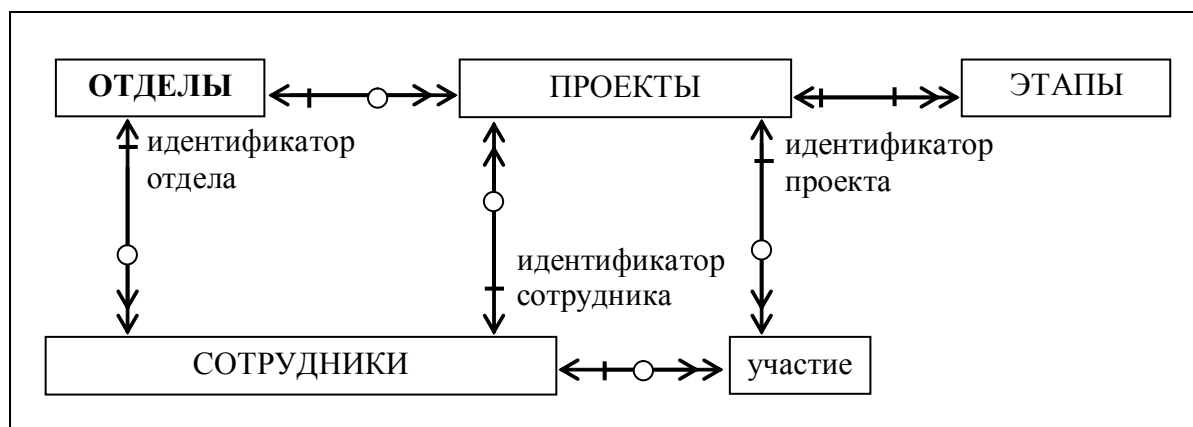 ОТДЕЛЫ
ПРОЕКТЫ
ЭТАПЫ
идентификатор
отдела
идентификатор
проекта
идентификатор
сотрудника
СОТРУДНИКИ
участие